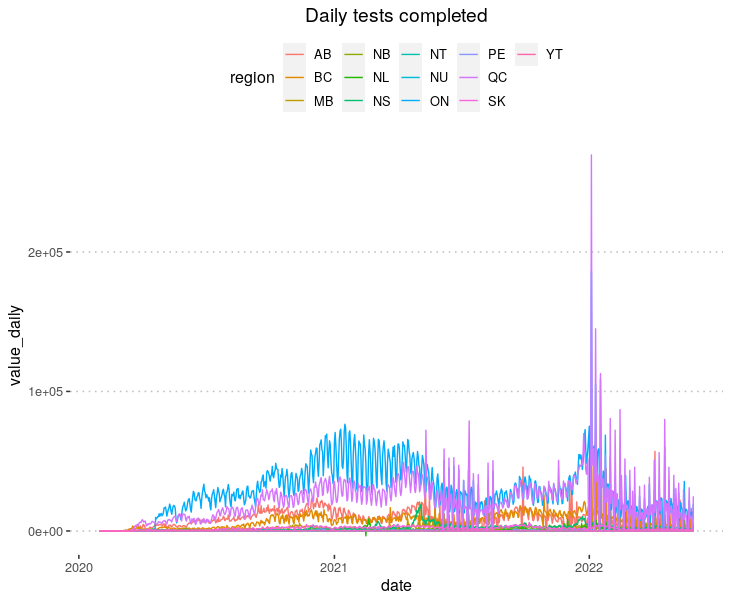 Daily tests completed
region
AB NB NT PE YT
BC NL NU QC
MB NS ON SK
value_daily
2e+05
1e+05
0e+00
2020 2021 2022
date